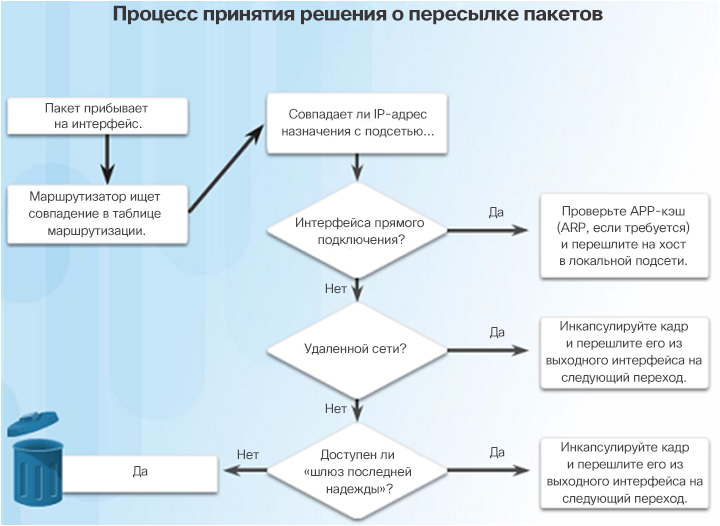 Процесс принятия решения о пересылке пакетов
Пакет прибывает
на интерфейс.
Маршрутизатор ищет
совпадение в таблице
маршрутизации.
Совпадает ли IP-адрес
назначения с подсетью...
Интерфейса прямого
подключения?
Да
Проверьте АРР-кэш
(ARP, если требуется)
и перешлите на хост
в локальной подсети.
Нет
Удаленной сети?
Да
Инкапсулируйте кадр
и перешлите его из
выходного интерфейса на
следующий переход.
Нет
Доступен ли
«шлюз последней
надежды»?
Да
Инкапсулируйте кадр
и перешлите его из
выходного интерфейса на
следующий переход.
Нет
Да